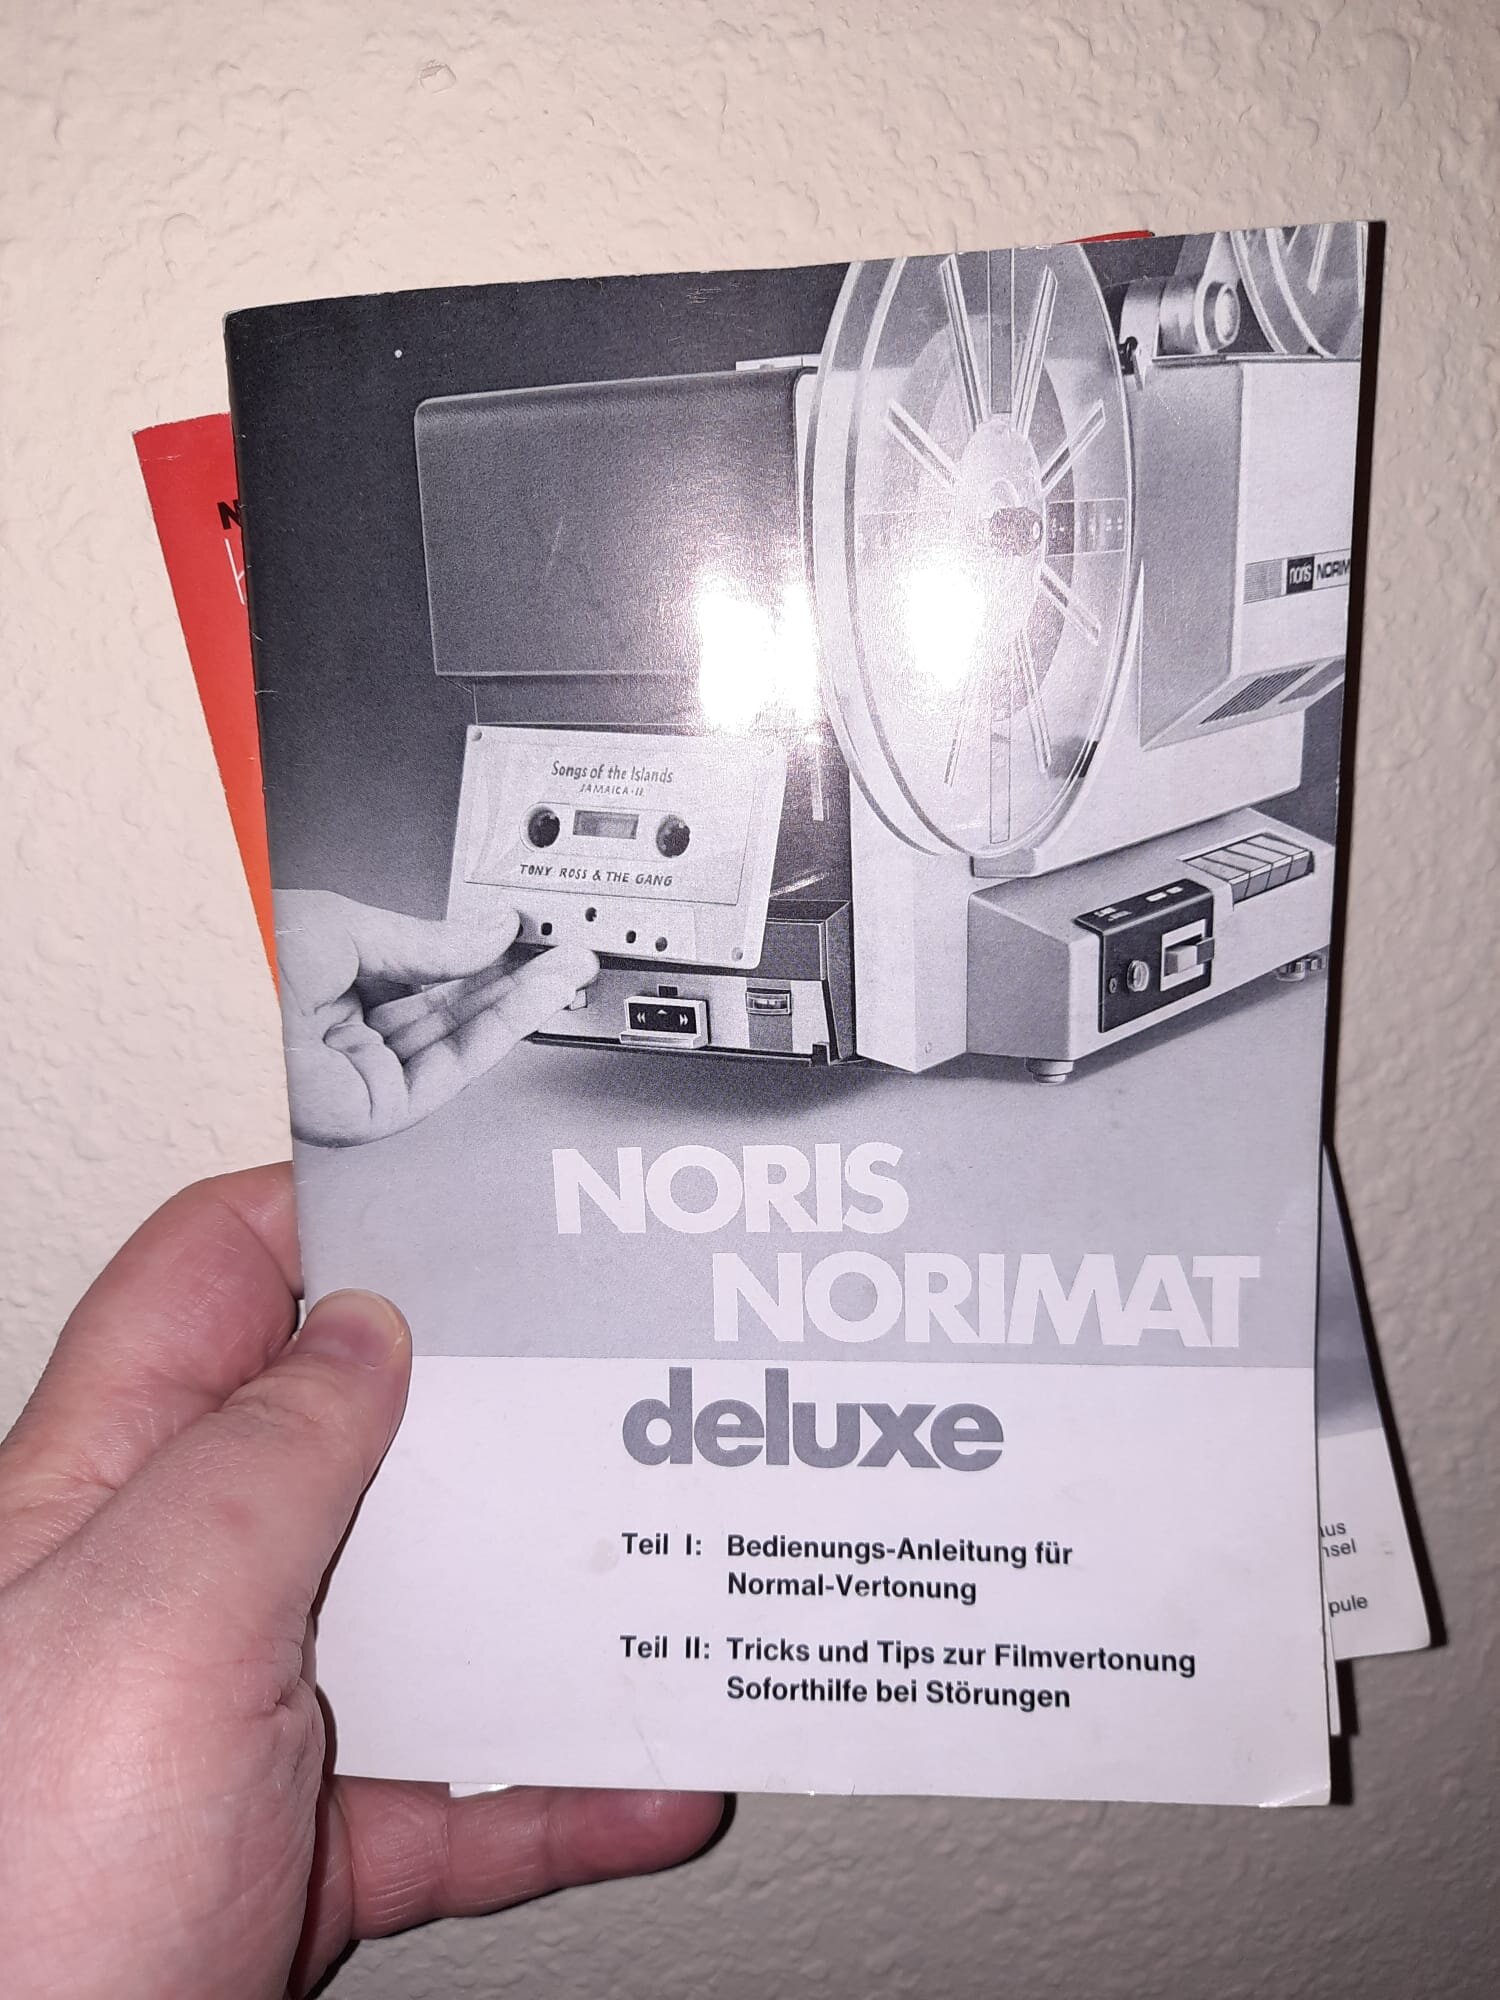 noris NORIM
Songs of the Islands
JAMAICA·II
TONY ROSS & THE GANG
NORIS
NORIMAT
deluxe
Teil I: Bedienungs-Anleitung für
Normal-Vertonung
Teil II: Tricks und Tips zur Filmvertonung
Soforthilfe bei Störungen
N
aus
nsel
pule